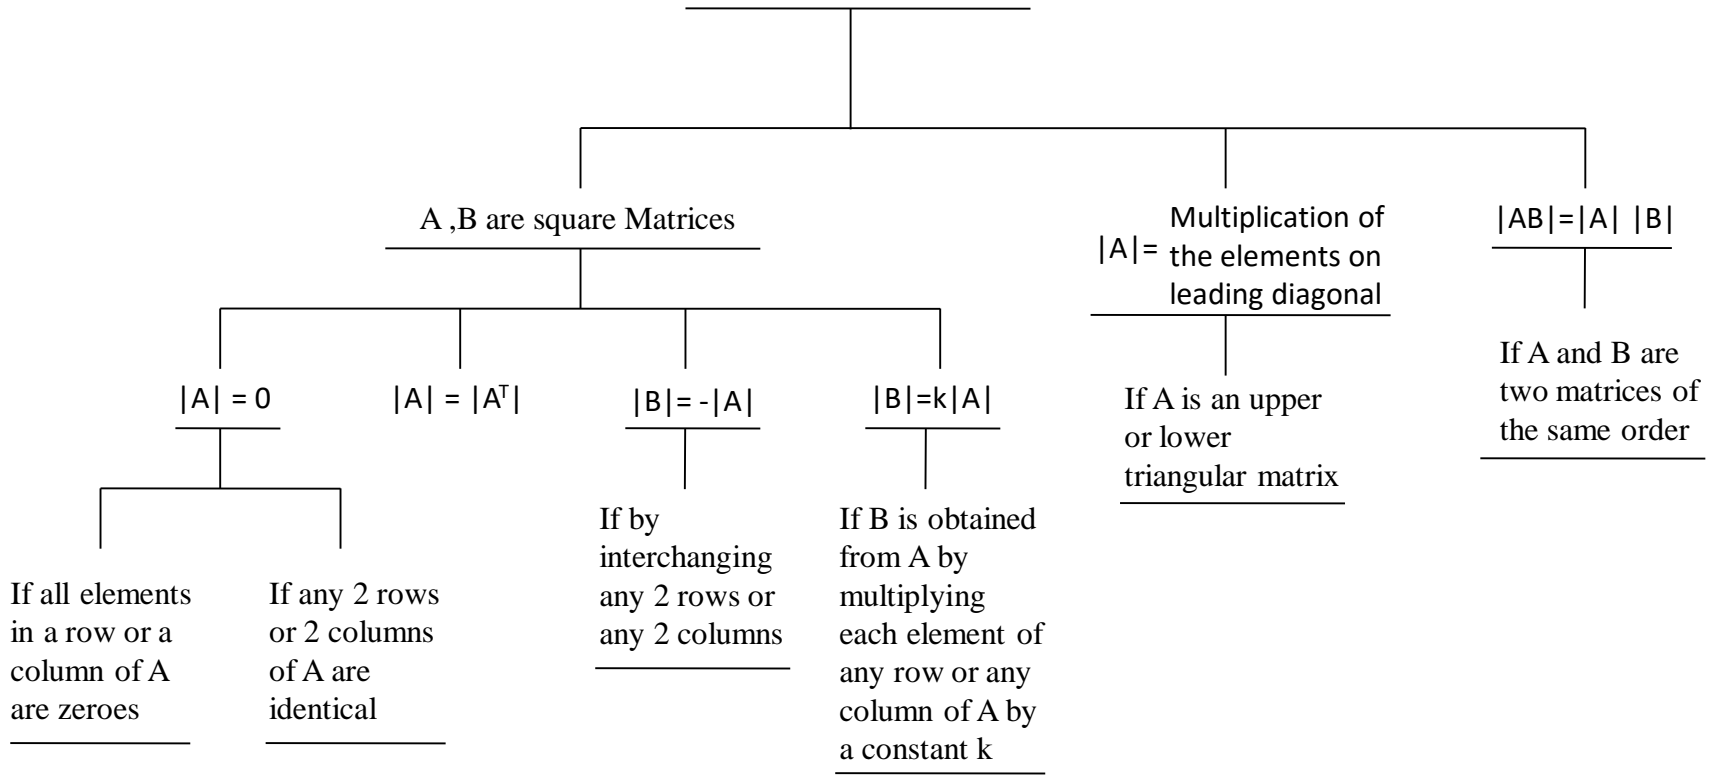 A ,B are square Matrices
|A|=
Multiplication of
the elements on
leading diagonal
|AB|=|A| |B|
|A| = 0
|A| = |Aᵀ|
|B|= -|A|
|B|=k|A|
If A is an upper
or lower
triangular matrix
If A and B are
two matrices of
the same order
If all elements
in a row or a
column of A
are zeroes
If any 2 rows
or 2 columns
of A are
identical
If by
interchanging
any 2 rows or
any 2 columns
If B is obtained
from A by
multiplying
each element of
any row or any
column of A by
a constant k